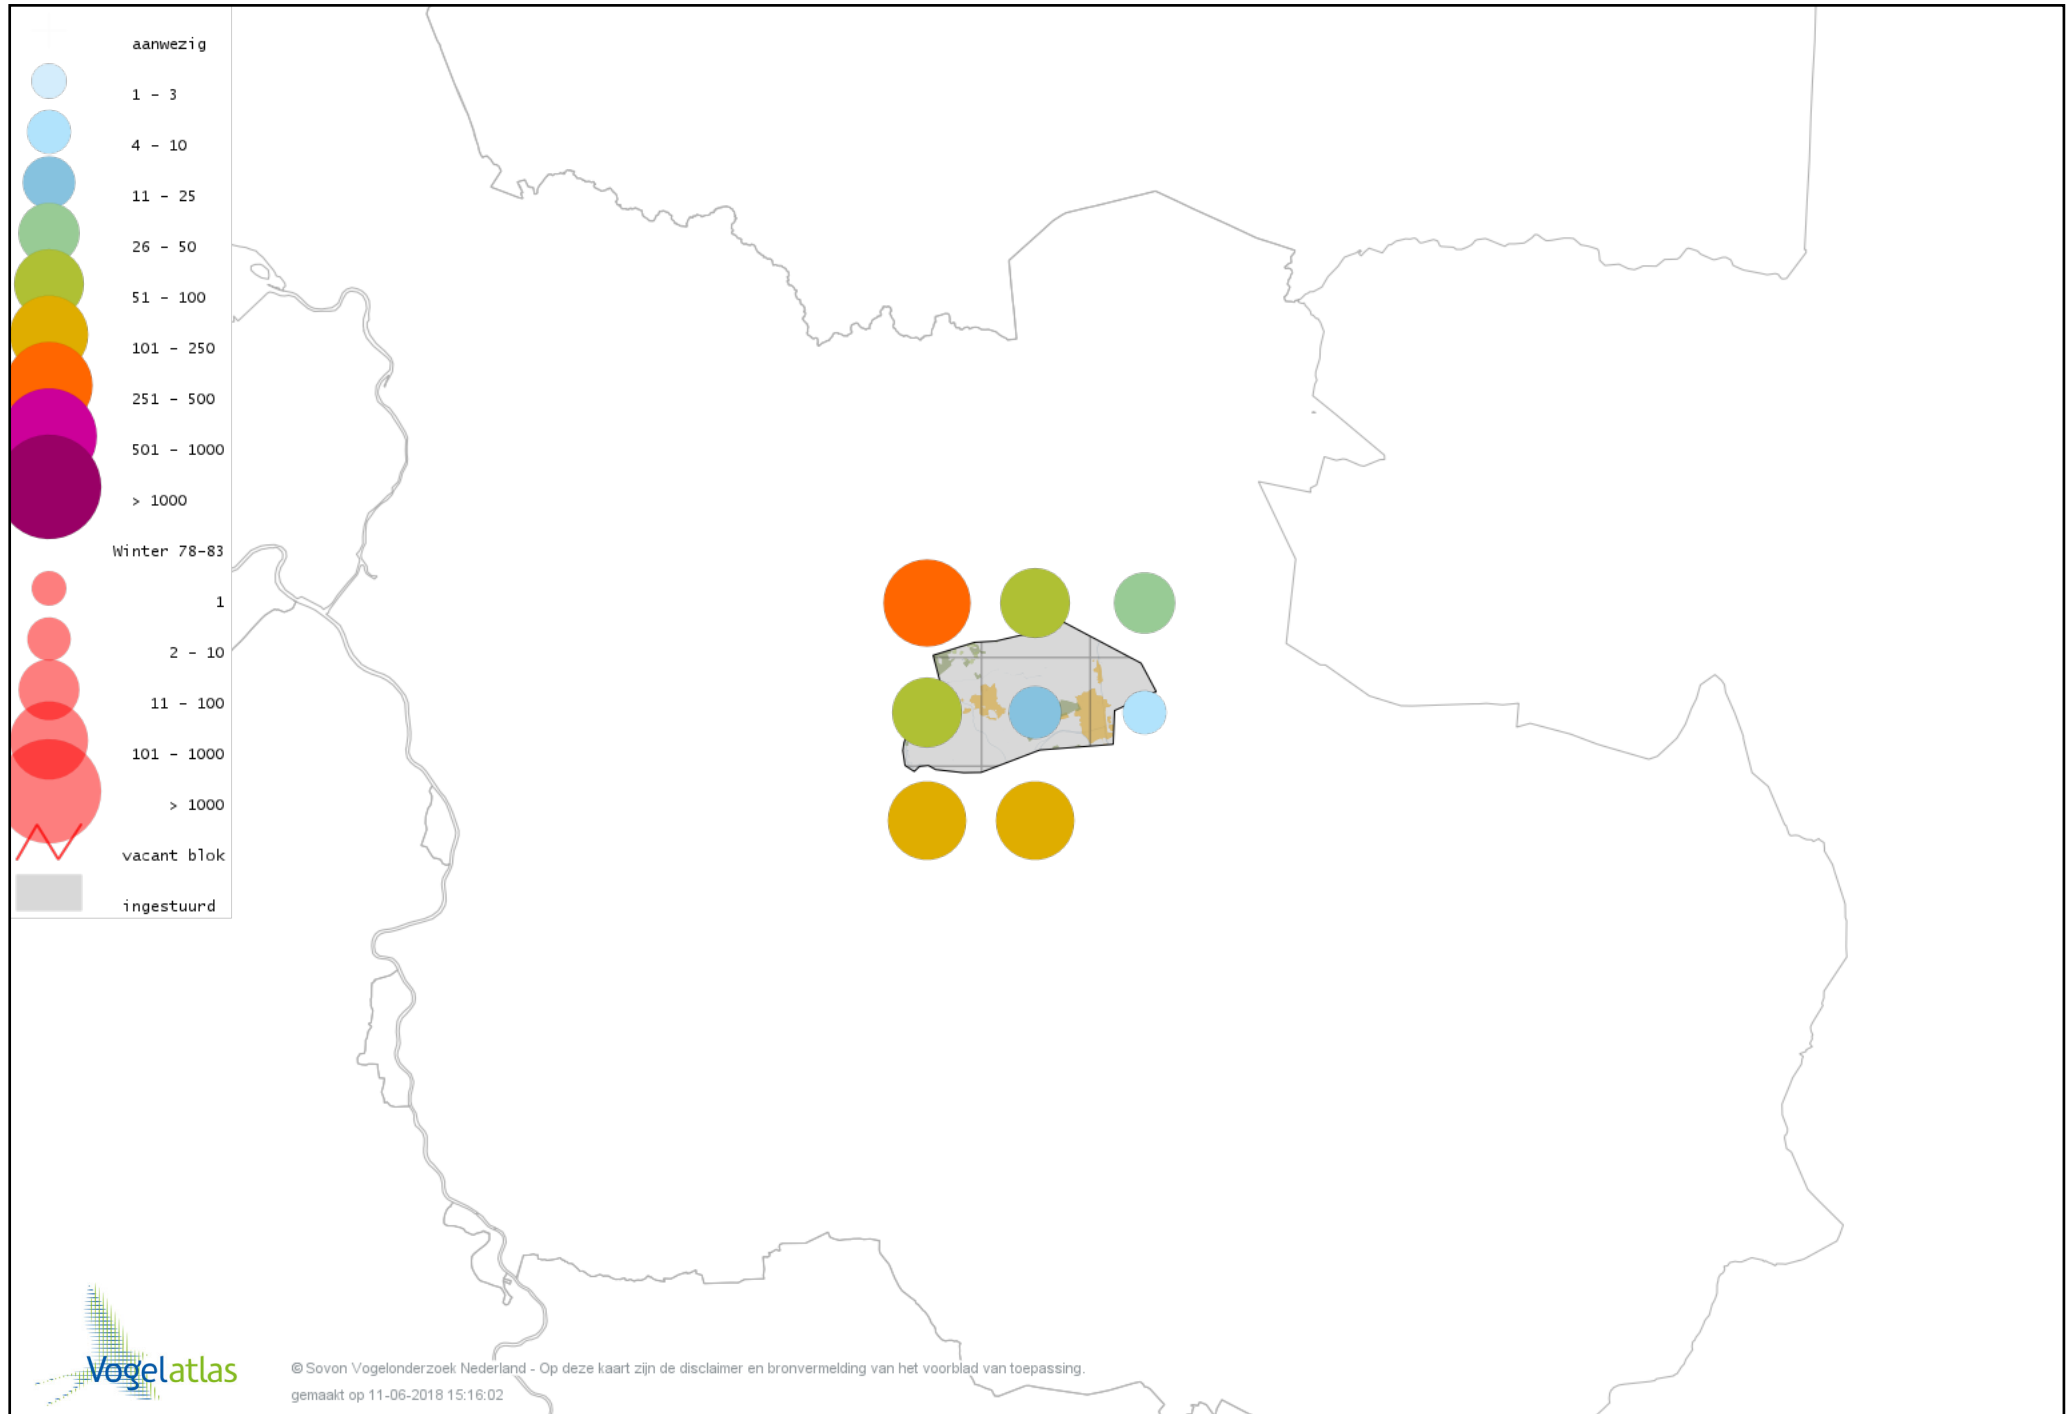 aanwezig
1 - 3
4 - 10
11 - 25
26 - 50
51 - 100
101 - 250
251 - 500
501 - 1000
> 1000
Winter 78-83
1
2 - 10
11 - 100
101 - 1000
> 1000
vacant blok
ingestuurd
Vogelatlas
© Sovon Vogelonderzoek Nederland - Op deze kaart zijn de disclaimer en bronvermelding van het voorblad van toepassing.
gemaakt op 11-06-2018 15:16:02